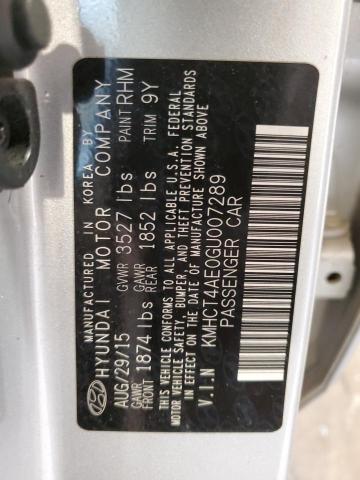 MANUFACTURED IN KOREA BY
HYUNDAI MOTOR COMPANY
AUG/29/15 GVWR 3527 lbs PAINT RHM
GAWR FRONT 1874 lbs GAWR REAR 1852 lbs TRIM 9Y
THIS VEHICLE CONFORMS TO ALL APPLICABLE U.S.A. FEDERAL
MOTOR VEHICLE SAFETY, BUMPER, AND THEFT PREVENTION STANDARDS
IN EFFECT ON THE DATE OF MANUFACTURE SHOWN ABOVE
V.I.N KMHCT4AE0GU007289
PASSENGER CAR